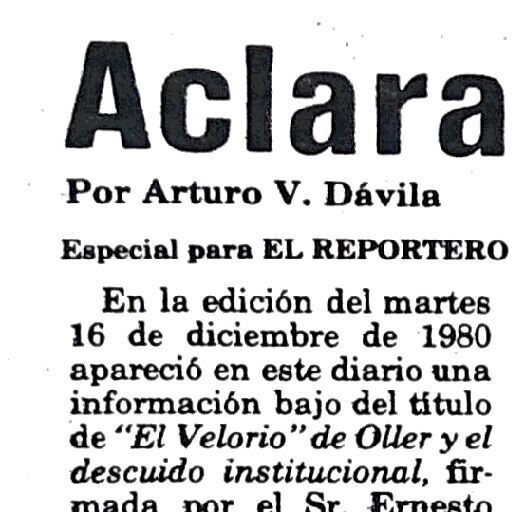 Aclara
Por Arturo V. Dávila
Especial para EL REPORTERO
En la edición del martes
16 de diciembre de 1980
apareció en este diario una
información bajo del título
de "El Velorio" de Oller y el
descuido institucional, fir-
mada por el Sr. Ernesto